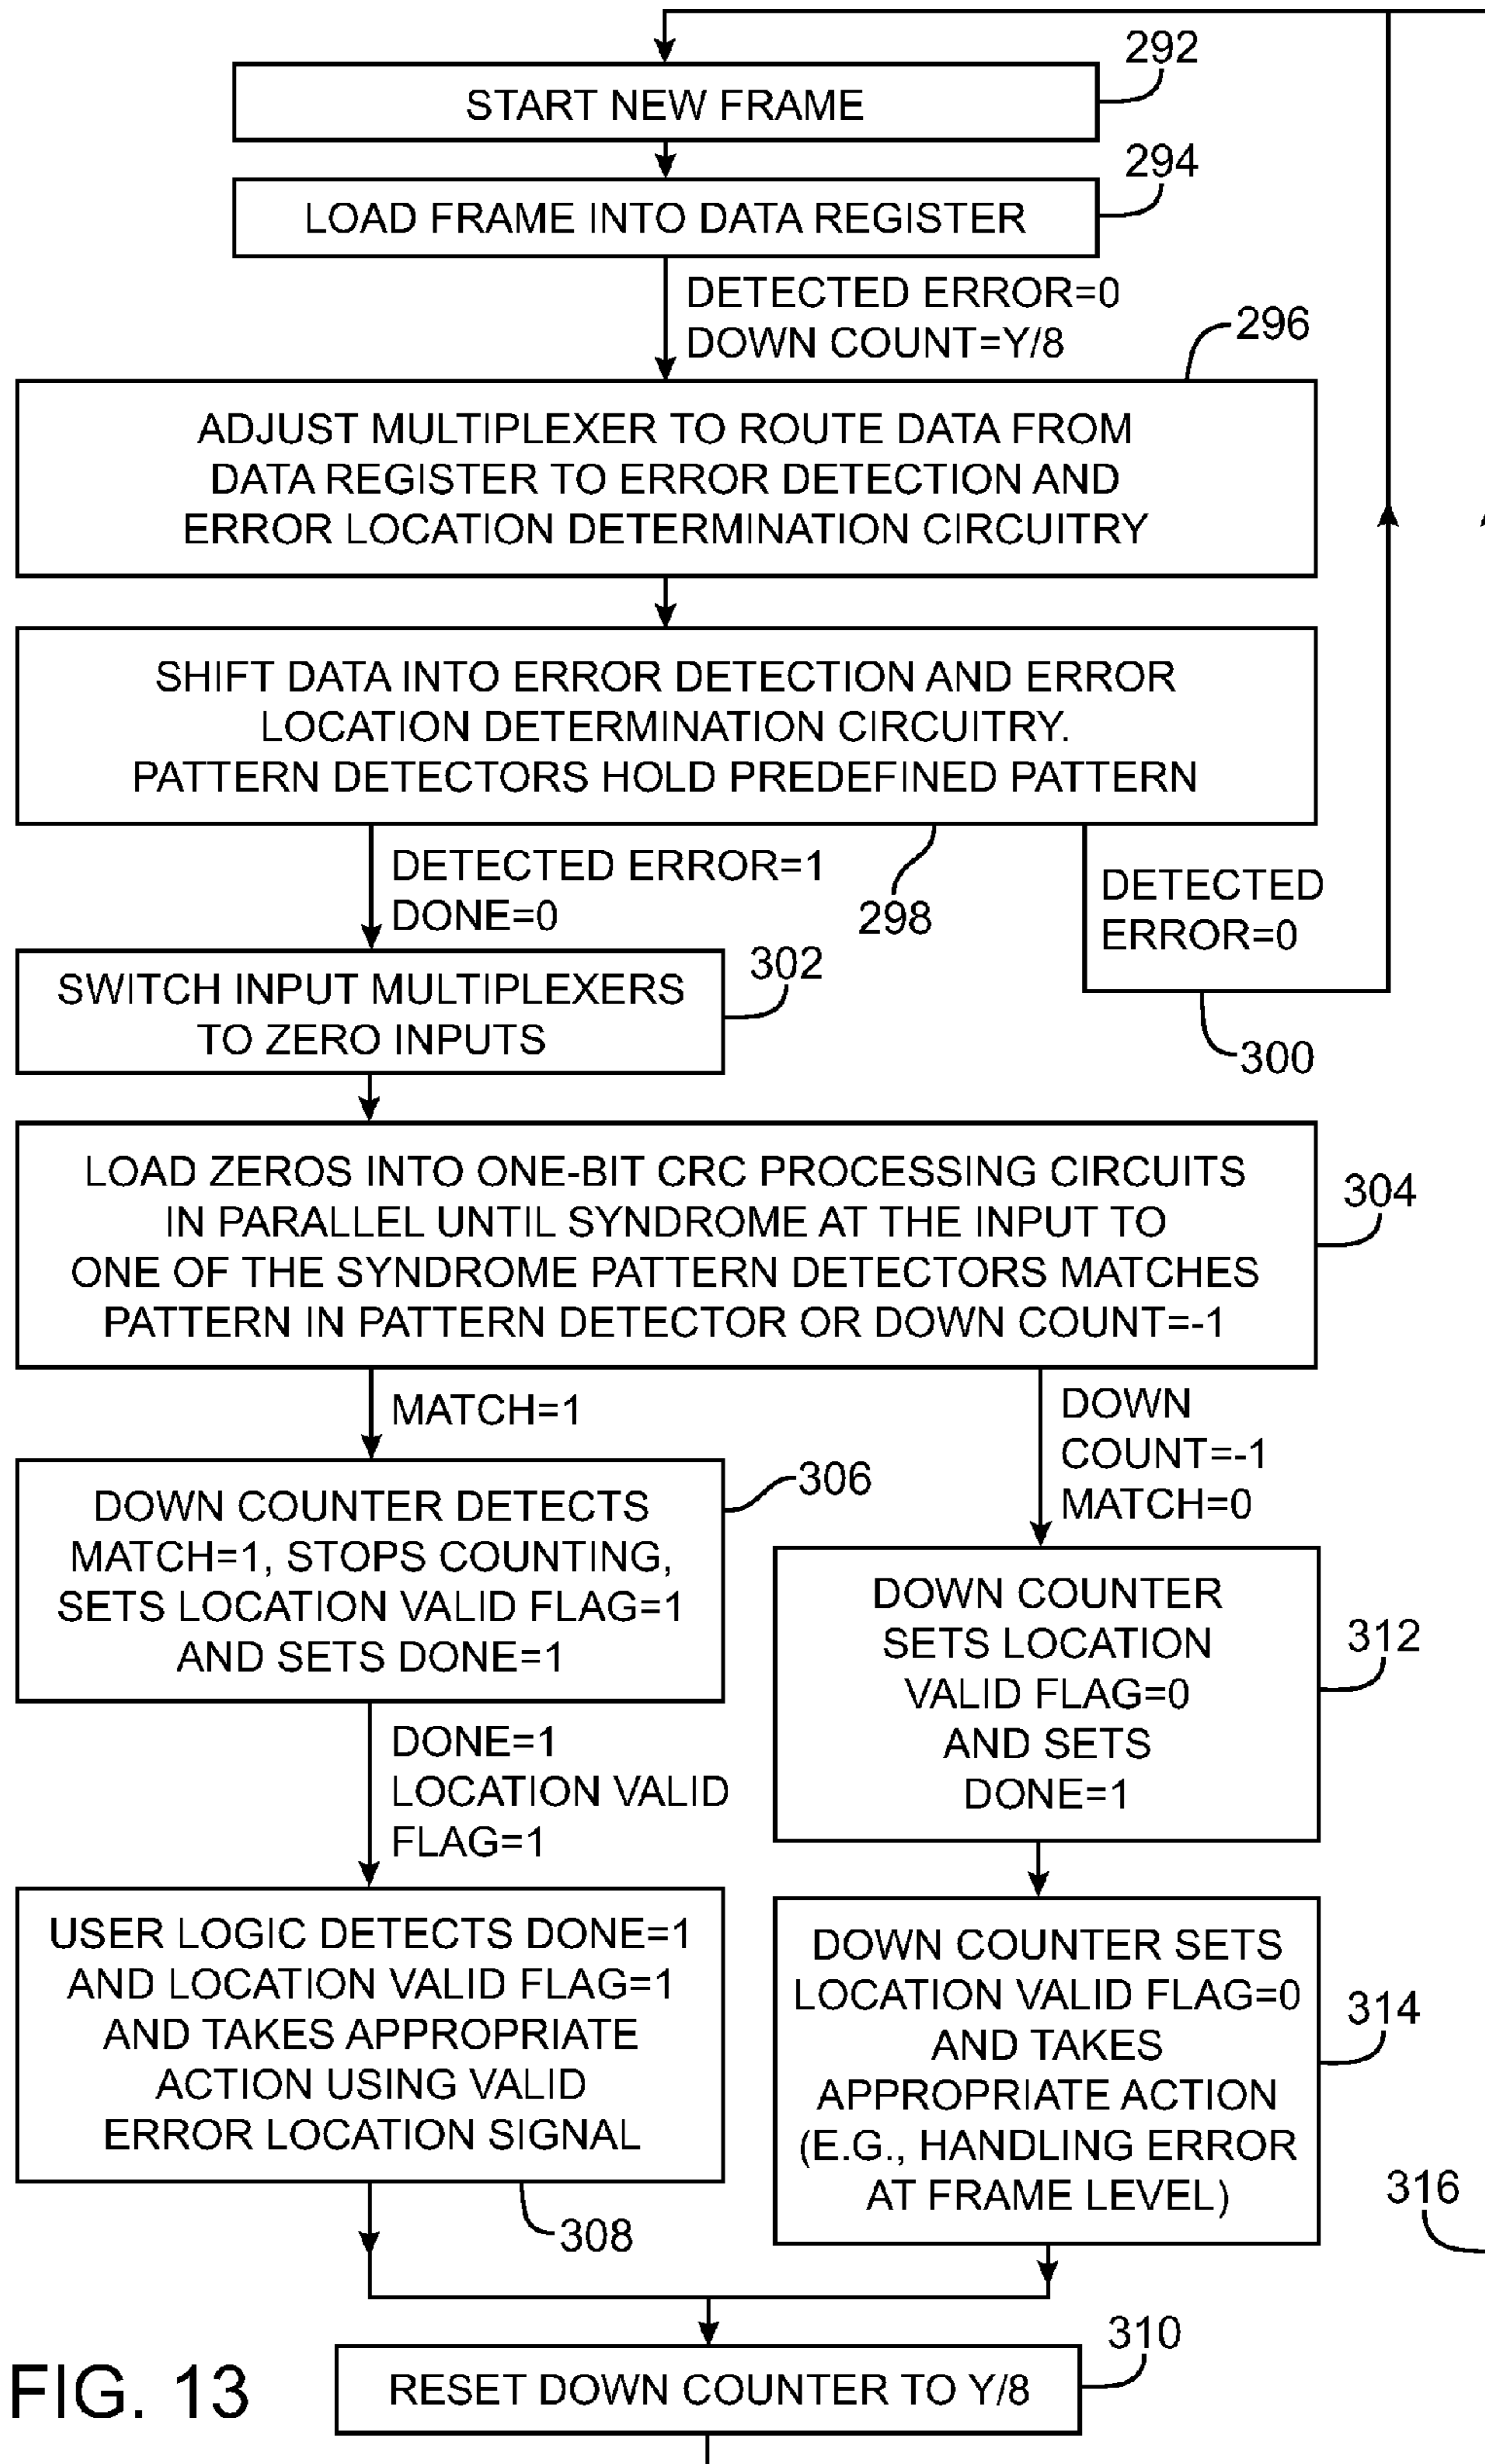 292
START NEW FRAME
294
LOAD FRAME INTO DATA REGISTER
DETECTED ERROR=0
DOWN COUNT=Y/8
296
ADJUST MULTIPLEXER TO ROUTE DATA FROM
DATA REGISTER TO ERROR DETECTION AND
ERROR LOCATION DETERMINATION CIRCUITRY
SHIFT DATA INTO ERROR DETECTION AND ERROR
LOCATION DETERMINATION CIRCUITRY.
PATTERN DETECTORS HOLD PREDEFINED PATTERN
DETECTED ERROR=1
DONE=0
298
DETECTED
ERROR=0
300
302
SWITCH INPUT MULTIPLEXERS
TO ZERO INPUTS
LOAD ZEROS INTO ONE-BIT CRC PROCESSING CIRCUITS
IN PARALLEL UNTIL SYNDROME AT THE INPUT TO
ONE OF THE SYNDROME PATTERN DETECTORS MATCHES
PATTERN IN PATTERN DETECTOR OR DOWN COUNT=-1
304
MATCH=1
DOWN
COUNT=-1
MATCH=0
306
DOWN COUNTER DETECTS
MATCH=1, STOPS COUNTING,
SETS LOCATION VALID FLAG=1
AND SETS DONE=1
DOWN COUNTER
SETS LOCATION
VALID FLAG=0
AND SETS
DONE=1
312
DONE=1
LOCATION VALID
FLAG=1
USER LOGIC DETECTS DONE=1
AND LOCATION VALID FLAG=1
AND TAKES APPROPRIATE
ACTION USING VALID
ERROR LOCATION SIGNAL
308
DOWN COUNTER SETS
LOCATION VALID FLAG=0
AND TAKES
APPROPRIATE ACTION
(E.G., HANDLING ERROR
AT FRAME LEVEL)
314
316
310
RESET DOWN COUNTER TO Y/8
FIG. 13